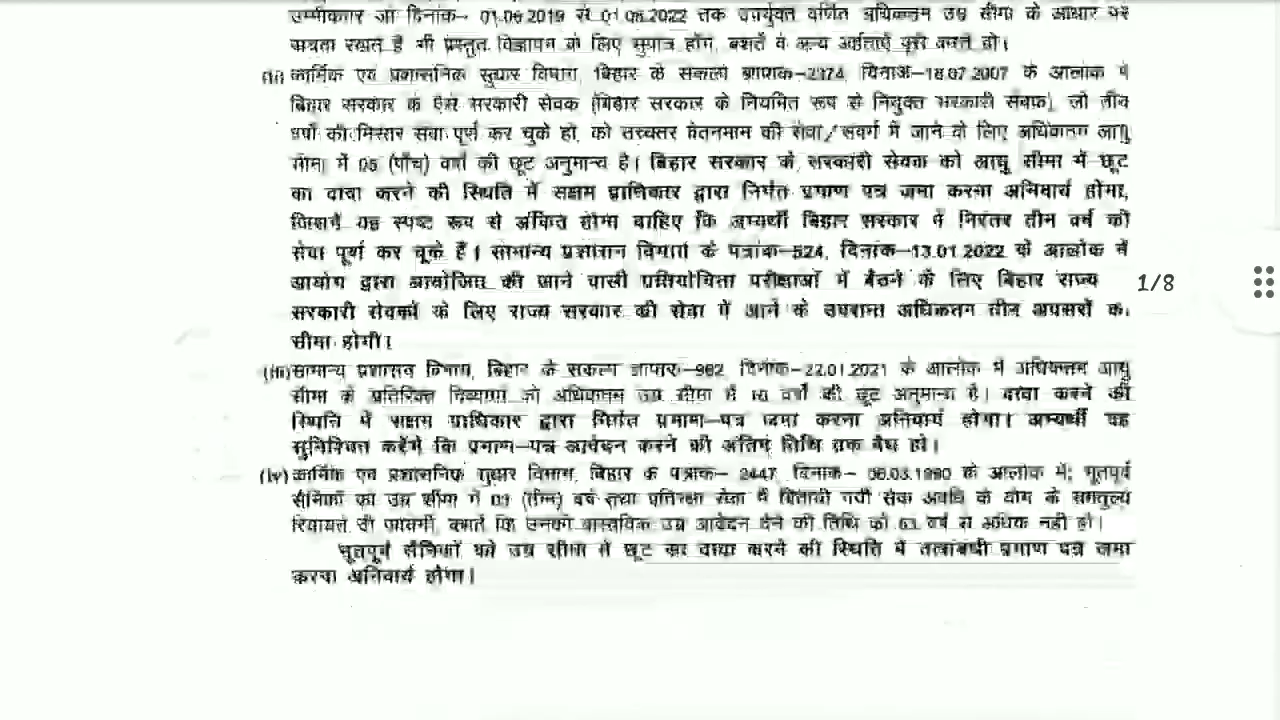 उम्मीदवार जो दिनांक– 01.08.2019 से 01.08.2022 तक उपर्युक्त वर्णित अधिकतम उम्र सीमा के आधार पर
पात्रता रखते हैं भी प्रस्तुत विज्ञापन के लिए सुपात्र होंगे, बशर्ते वे अन्य अर्हताएँ पूरी करते हों।
(ii) कार्मिक एवं प्रशासनिक सुधार विभाग, बिहार के संकल्प ज्ञापांक–2374, दिनांक–18.07.2007 के आलोक में
बिहार सरकार के ऐसे सरकारी सेवक (बिहार सरकार के नियमित रूप से नियुक्त सरकारी सेवक), जो तीन
वर्षों की निरंतर सेवा पूर्ण कर चुके हों, को उच्चतर वेतनमान की सेवा/संवर्ग में जाने के लिए अधिकतम आयु
सीमा में 05 (पाँच) वर्षों की छूट अनुमान्य है। बिहार सरकार के सरकारी सेवक को आयु सीमा में छूट
का दावा करने की स्थिति में सक्षम प्राधिकार द्वारा निर्गत प्रमाण पत्र जमा करना अनिवार्य होगा,
जिसमें यह स्पष्ट रूप से अंकित होना चाहिए कि अभ्यर्थी बिहार सरकार में निरंतर तीन वर्ष की
सेवा पूर्ण कर चूके हैं। सामान्य प्रशासन विभाग के पत्रांक–524, दिनांक–13.01.2022 के आलोक में
आयोग द्वारा आयोजित की जाने वाली प्रतियोगिता परीक्षाओं में बैठने के लिए बिहार राज्य
सरकारी सेवकों के लिए राज्य सरकार की सेवा में आने के उपरान्त अधिकतम तीन अवसरों की
सीमा होगी।
(iii) सामान्य प्रशासन विभाग, बिहार के संकल्प ज्ञापांक–962, दिनांक–22.01.2021 के आलोक में अधिकतम आयु
सीमा के अतिरिक्त दिव्यांगों को अधिकतम उम्र सीमा में 10 वर्षों की छूट अनुमान्य है। दावा करने की
स्थिति में सक्षम प्राधिकार द्वारा निर्गत प्रमाण–पत्र जमा करना अनिवार्य होगा। अभ्यर्थी यह
सुनिश्चित करेंगे कि प्रमाण–पत्र आवेदन करने की अंतिम तिथि तक वैध हो।
(iv) कार्मिक एवं प्रशासनिक सुधार विभाग, बिहार के पत्रांक– 2447, दिनांक– 06.03.1990 के आलोक में; भूतपूर्व
सैनिकों को उम्र सीमा में 03 (तीन) वर्ष तथा प्रतिरक्षा सेवा में बितायी गयी सेवा अवधि के योग के समतुल्य
रियायत दी जायेगी, बशर्ते कि उनकी वास्तविक उम्र आवेदन देने की तिथि को 53 वर्ष से अधिक नहीं हो।
भूतपूर्व सैनिकों को उम्र सीमा में छूट का दावा करने की स्थिति में तत्संबंधी प्रमाण पत्र जमा
करना अनिवार्य होगा।
1/8